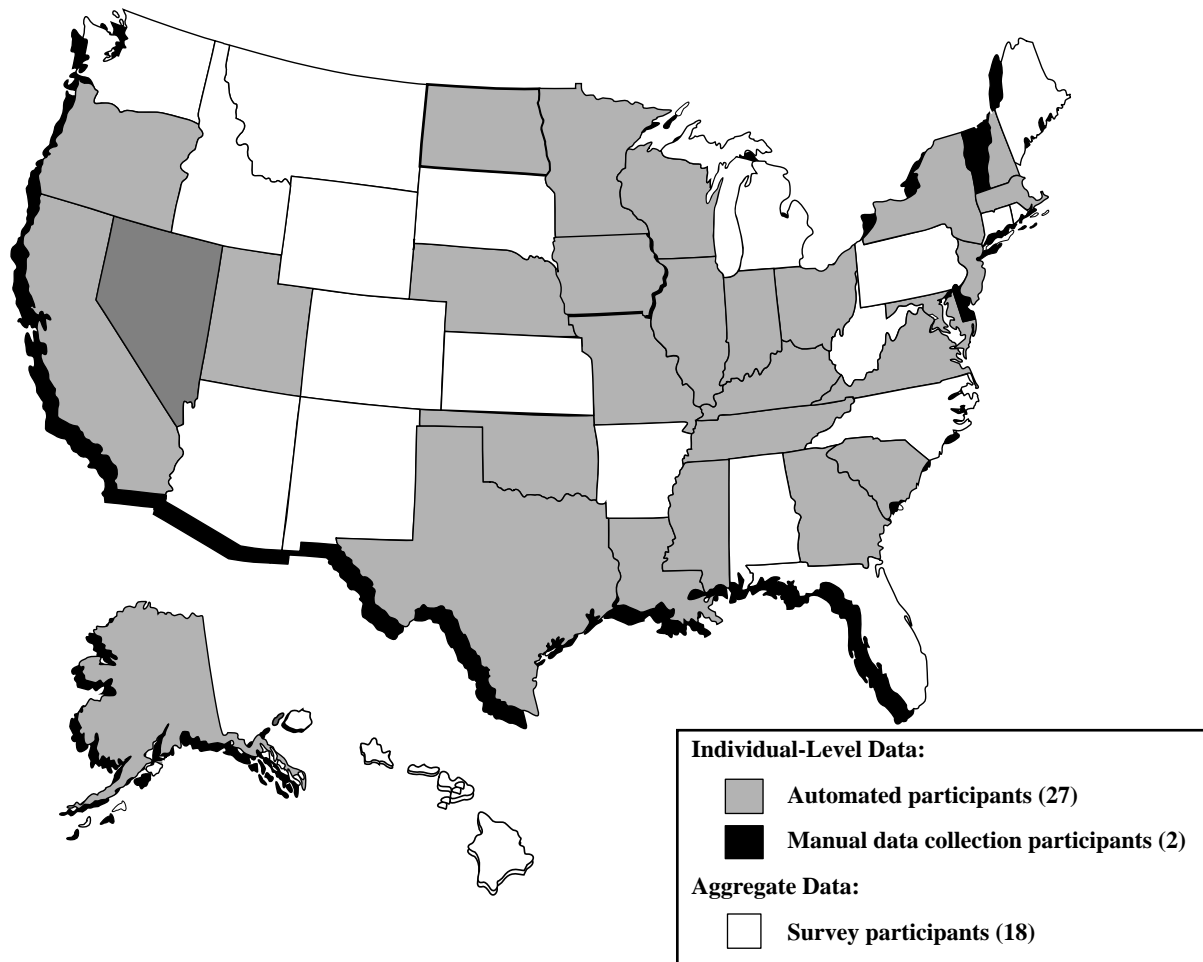 Individual-Level Data:
Automated participants (27)
Manual data collection participants (2)
Aggregate Data:
Survey participants (18)